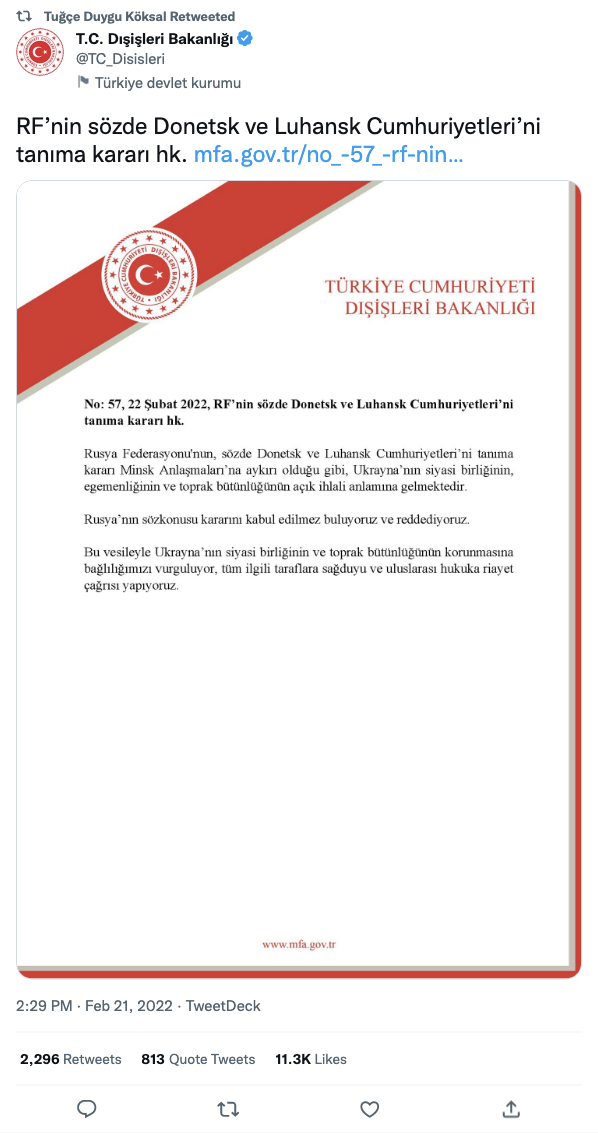 Tuğçe Duygu Köksal Retweeted
T.C. Dışişleri Bakanlığı
@TC_Disisleri
Türkiye devlet kurumu
RF’nin sözde Donetsk ve Luhansk Cumhuriyetleri’ni
tanıma kararı hk. mfa.gov.tr/no_-57_-rf-nin…
TÜRKİYE CUMHURİYETİ DIŞİŞLERİ BAKANLIĞI
TÜRKİYE CUMHURİYETİ
DIŞİŞLERİ BAKANLIĞI
No: 57, 22 Şubat 2022, RF’nin sözde Donetsk ve Luhansk Cumhuriyetleri’ni
tanıma kararı hk.
Rusya Federasyonu'nun, sözde Donetsk ve Luhansk Cumhuriyetleri’ni tanıma
kararı Minsk Anlaşmaları’na aykırı olduğu gibi, Ukrayna’nın siyasi birliğinin,
egemenliğinin ve toprak bütünlüğünün açık ihlali anlamına gelmektedir.
Rusya’nın sözkonusu kararını kabul edilmez buluyoruz ve reddediyoruz.
Bu vesileyle Ukrayna’nın siyasi birliğinin ve toprak bütünlüğünün korunmasına
bağlılığımızı vurguluyor, tüm ilgili taraflara sağduyu ve uluslarası hukuka riayet
çağrısı yapıyoruz.
www.mfa.gov.tr
2:29 PM · Feb 21, 2022 · TweetDeck
2,296 Retweets 813 Quote Tweets 11.3K Likes